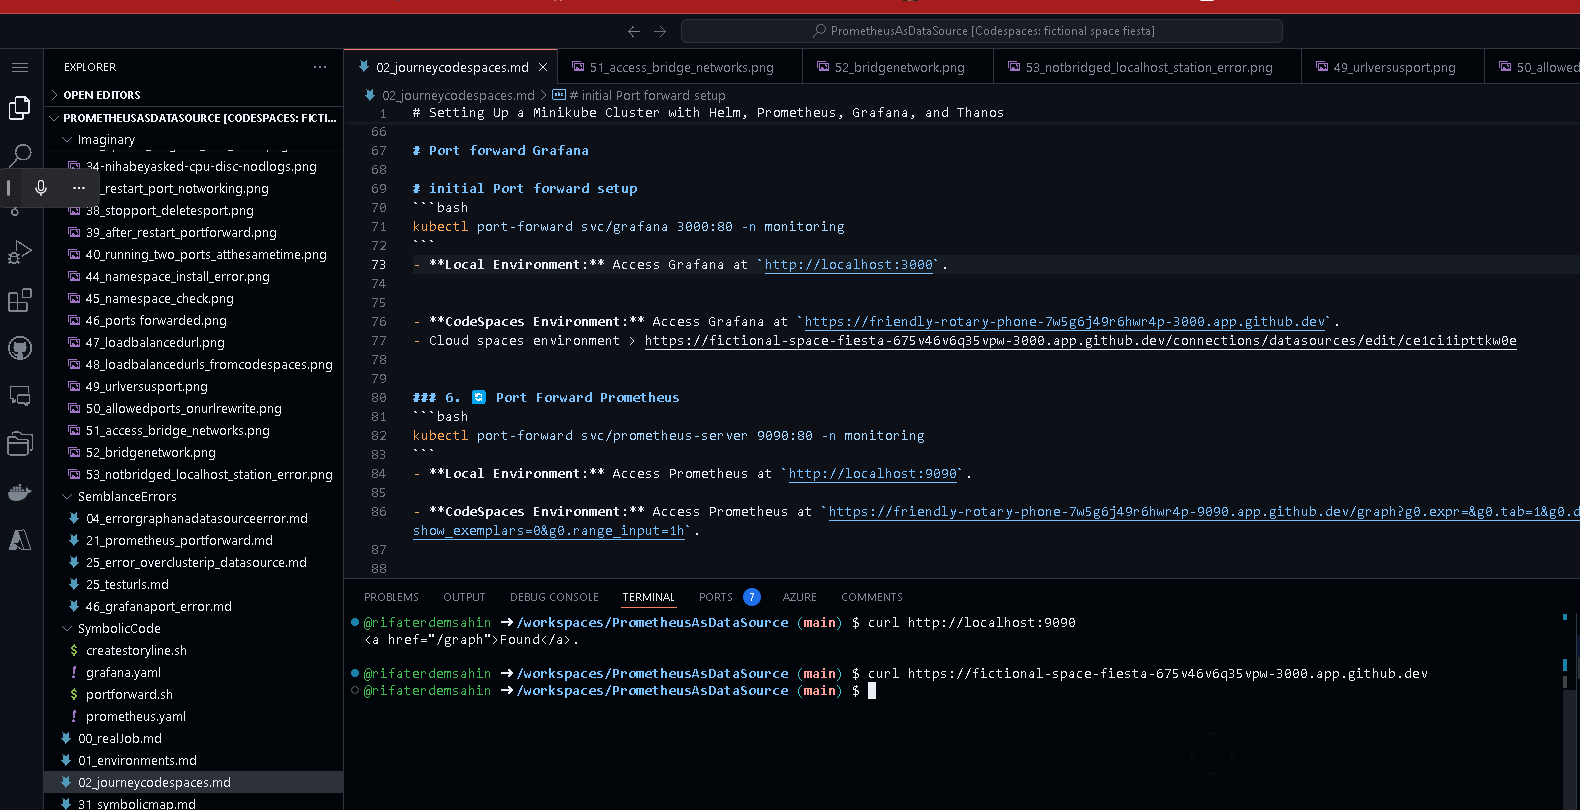 PrometheusAsDataSource [Codespaces: fictional space fiesta]
EXPLORER
OPEN EDITORS
PROMETHEUSASDATASOURCE [CODESPACES: FICTI...
Imaginary
34-nihabeyasked-cpu-disc-nodlogs.png
_restart_port_notworking.png
38_stopport_deletesport.png
39_after_restart_portforward.png
40_running_two_ports_atthesametime.png
44_namespace_install_error.png
45_namespace_check.png
46_ports forwarded.png
47_loadbalancedurl.png
48_loadbalancedurls_fromcodespaces.png
49_urlversusport.png
50_allowedports_onurlrewrite.png
51_access_bridge_networks.png
52_bridgenetwork.png
53_notbridged_localhost_station_error.png
SemblanceErrors
04_errorgraphanadatasourceerror.md
21_prometheus_portforward.md
25_error_overclusterip_datasource.md
25_testurls.md
46_grafanaport_error.md
SymbolicCode
createstoryline.sh
grafana.yaml
portforward.sh
prometheus.yaml
00_realJob.md
01_environments.md
02_journeycodespaces.md
31_symbolicmap.md
02_journeycodespaces.md
51_access_bridge_networks.png
52_bridgenetwork.png
53_notbridged_localhost_station_error.png
49_urlversusport.png
50_allowed
02_journeycodespaces.md > # initial Port forward setup
1 # Setting Up a Minikube Cluster with Helm, Prometheus, Grafana, and Thanos
66
67 # Port forward Grafana
68
69 # initial Port forward setup
70 ```bash
71 kubectl port-forward svc/grafana 3000:80 -n monitoring
72 ```
73 - **Local Environment:** Access Grafana at `http://localhost:3000`.
74
75
76 - **CodeSpaces Environment:** Access Grafana at `https://friendly-rotary-phone-7w5g6j49r6hwr4p-3000.app.github.dev`.
77 - Cloud spaces environment > https://fictional-space-fiesta-675v46v6q35vpw-3000.app.github.dev/connections/datasources/edit/ce1ci1ipttkw0e
78
79
80 ### 6. 🔄 Port Forward Prometheus
81 ```bash
82 kubectl port-forward svc/prometheus-server 9090:80 -n monitoring
83 ```
84 - **Local Environment:** Access Prometheus at `http://localhost:9090`.
85
86 - **CodeSpaces Environment:** Access Prometheus at `https://friendly-rotary-phone-7w5g6j49r6hwr4p-9090.app.github.dev/graph?g0.expr=&g0.tab=1&g0.d
show_exemplars=0&g0.range_input=1h`.
87
88
PROBLEMS OUTPUT DEBUG CONSOLE TERMINAL PORTS 7 AZURE COMMENTS
@rifaterdemsahin ➜ /workspaces/PrometheusAsDataSource (main) $ curl http://localhost:9090
<a href="/graph">Found</a>.
@rifaterdemsahin ➜ /workspaces/PrometheusAsDataSource (main) $ curl https://fictional-space-fiesta-675v46v6q35vpw-3000.app.github.dev
@rifaterdemsahin ➜ /workspaces/PrometheusAsDataSource (main) $